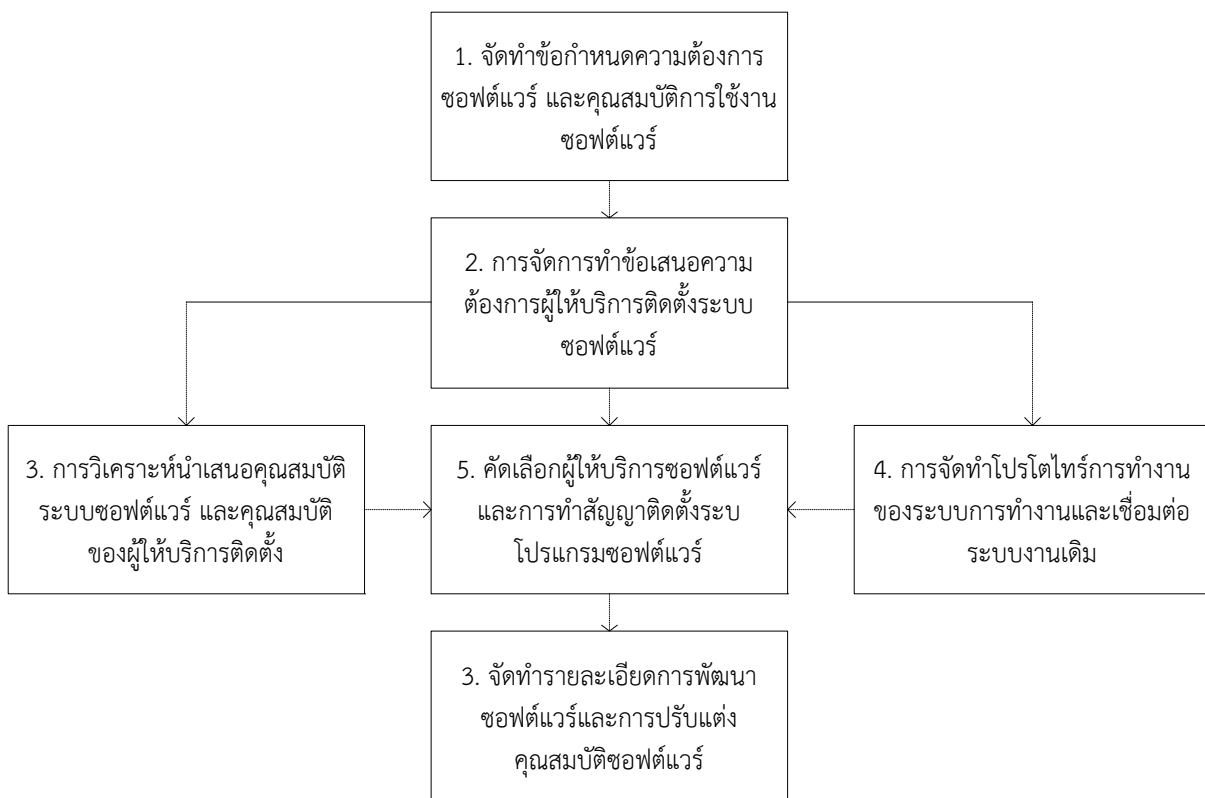 1. จัดทำข้อกำหนดความต้องการ
ซอฟต์แวร์ และคุณสมบัติการใช้งาน
ซอฟต์แวร์
2. การจัดการทำข้อเสนอความ
ต้องการผู้ให้บริการติดตั้งระบบ
ซอฟต์แวร์
3. การวิเคราะห์นำเสนอคุณสมบัติ
ระบบซอฟต์แวร์ และคุณสมบัติ
ของผู้ให้บริการติดตั้ง
5. คัดเลือกผู้ให้บริการซอฟต์แวร์
และการทำสัญญาติดตั้งระบ
โปรแกรมซอฟต์แวร์
4. การจัดทำโปรโตไทร์การทำงาน
ของระบบการทำงานและเชื่อมต่อ
ระบบงานเดิม
3. จัดทำรายละเอียดการพัฒนา
ซอฟต์แวร์และการปรับแต่ง
คุณสมบัติซอฟต์แวร์